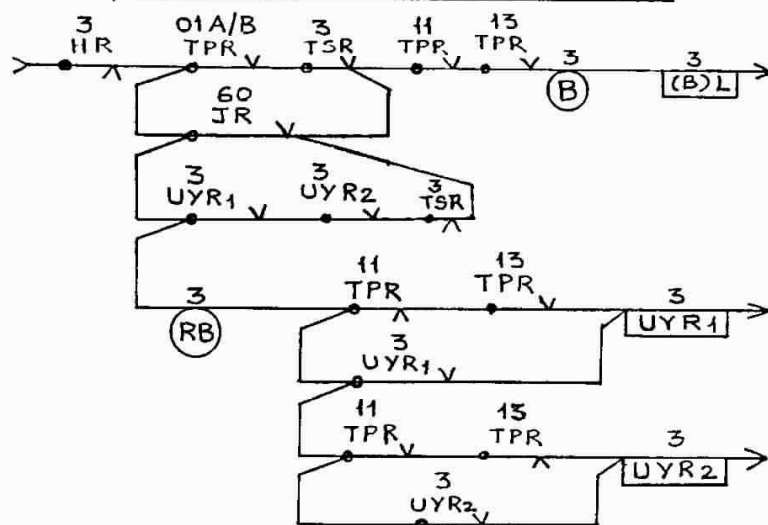 3 01A/B 3 11 13
HR TPR TSR TPR TPR 3 3
B (B)L
60
JR
3 3 3
UYR1 UYR2 TSR
11 13
3 TPR TPR 3
RB UYR1
3
UYR1
11 13
TPR TPR 3
UYR2
3
UYR2